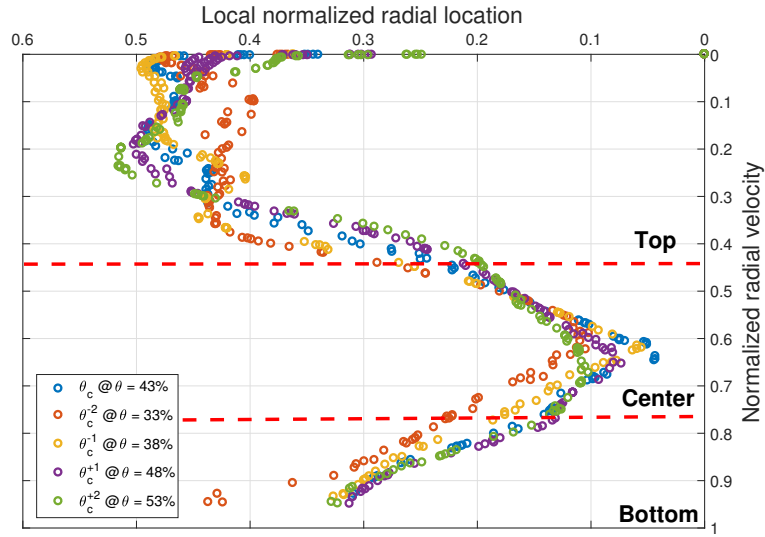 Local normalized radial location
0.6 0.5 0.4 0.3 0.2 0.1 0
0
0.1
0.2
0.3
0.4
0.5
0.6
0.7
0.8
0.9
1
Normalized radial velocity
Top
Center
Bottom
θc @ θ = 43%
θc-2 @ θ = 33%
θc-1 @ θ = 38%
θc+1 @ θ = 48%
θc+2 @ θ = 53%